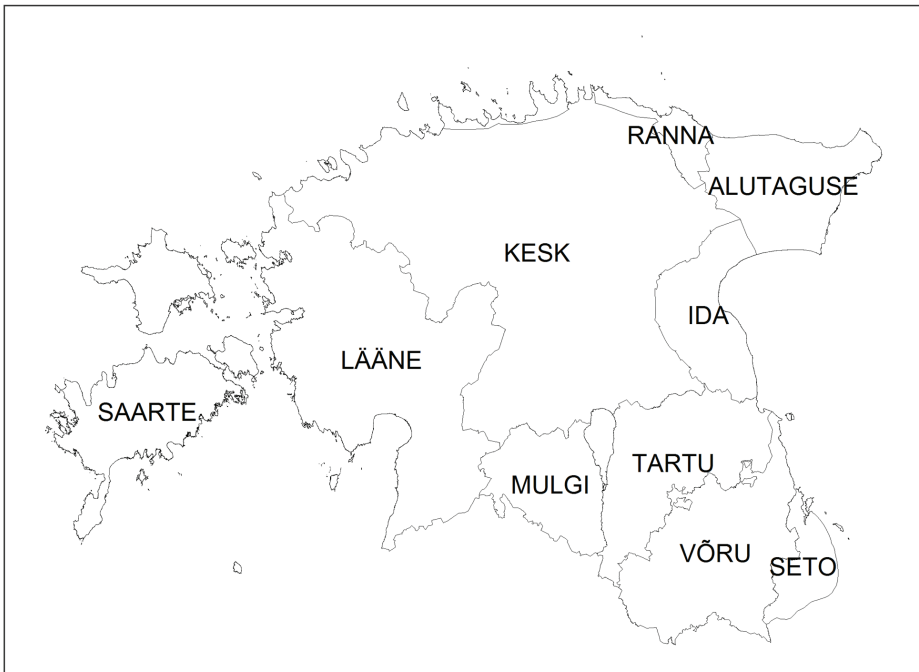 RANNA
ALUTAGUSE
KESK
IDA
LÄÄNE
SAARTE
TARTU
MULGI
VÕRU
SETO